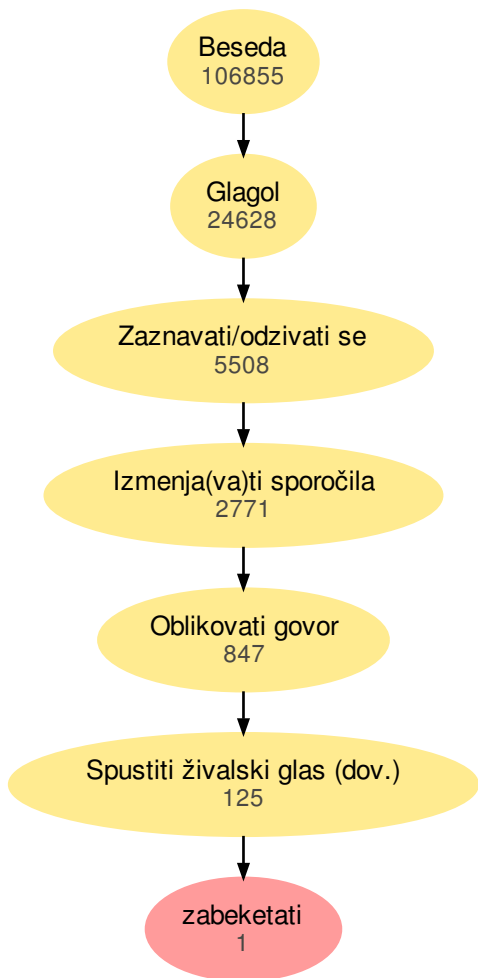 Beseda
106855
Glagol
24628
Zaznavati/odzivati se
5508
Izmenja(va)ti sporočila
2771
Oblikovati govor
847
Spustiti živalski glas (dov.)
125
zabeketati
1